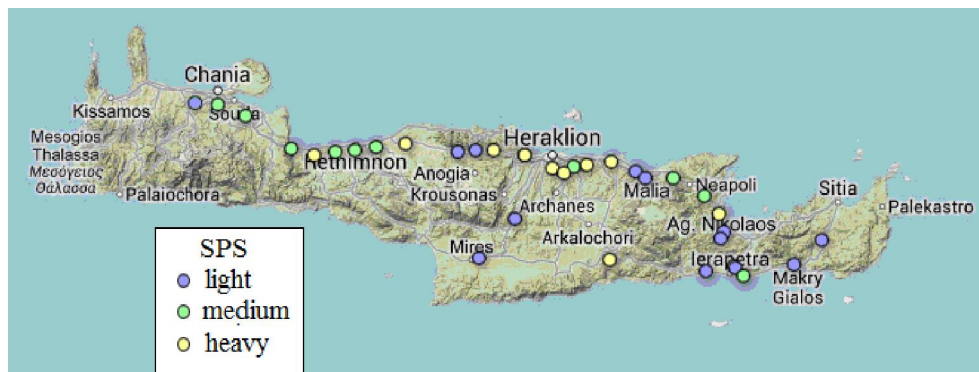 Chania
Kissamos
Souda
Mesogios
Thalassa
Μεσόγειος
Θάλασσα
Palaiochora
Rethimnon
Heraklion
Anogia
Krousonas
Archanes
Malia
Neapoli
Sitia
Palekastro
Ag. Nikolaos
Arkalochori
Mires
Ierapetra
Makry
Gialos
SPS
light
medium
heavy